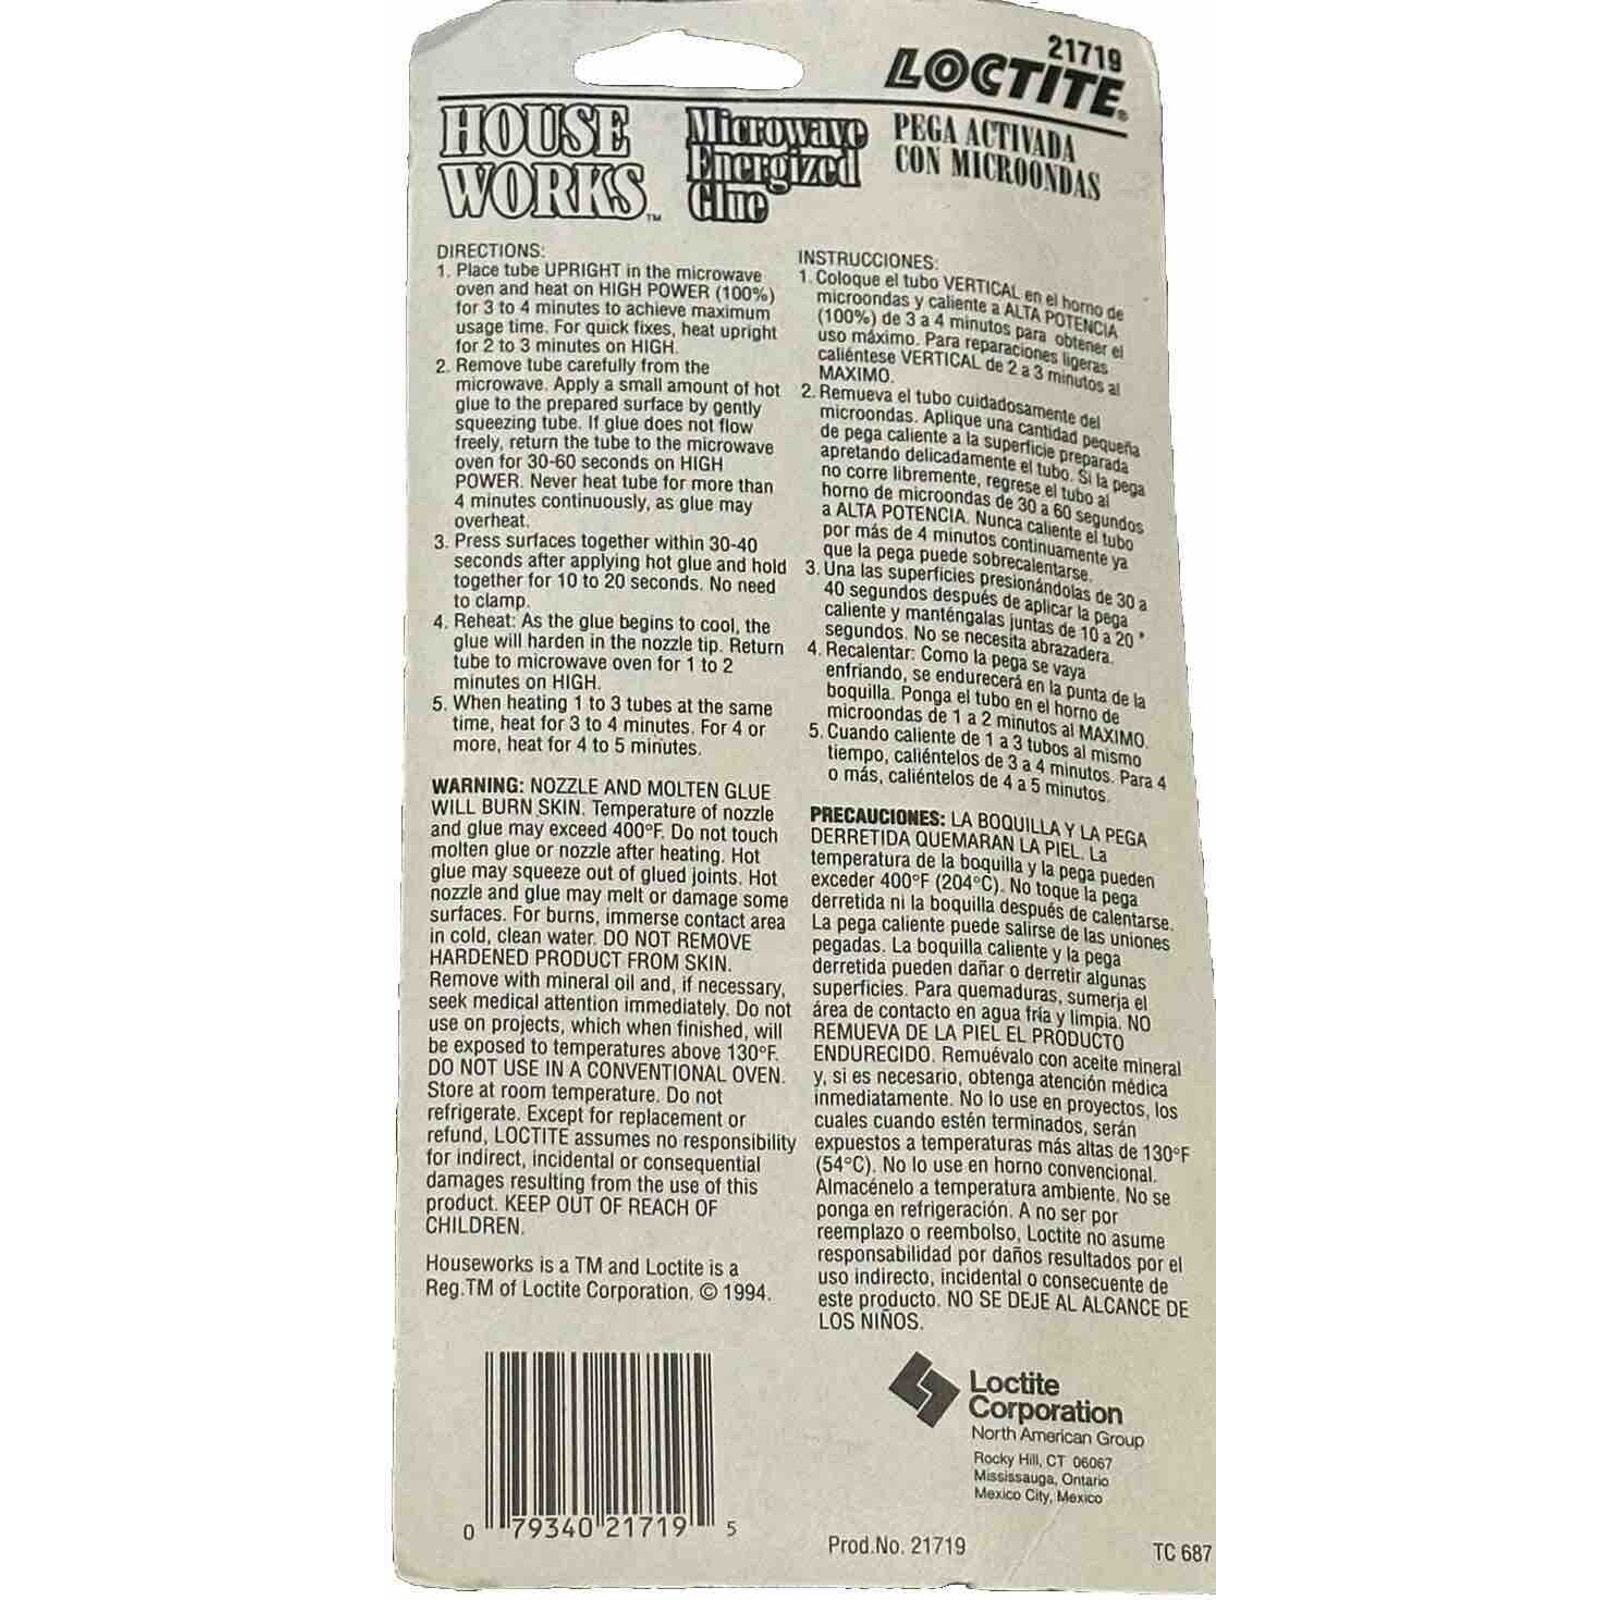 21719
LOCTITE®
HOUSE
WORKS™
Microwave
Energized
Glue
PEGA ACTIVADA
CON MICROONDAS
DIRECTIONS:
1. Place tube UPRIGHT in the microwave
oven and heat on HIGH POWER (100%)
for 3 to 4 minutes to achieve maximum
usage time. For quick fixes, heat upright
for 2 to 3 minutes on HIGH.
2. Remove tube carefully from the
microwave. Apply a small amount of hot
glue to the prepared surface by gently
squeezing tube. If glue does not flow
freely, return the tube to the microwave
oven for 30-60 seconds on HIGH
POWER. Never heat tube for more than
4 minutes continuously, as glue may
overheat.
3. Press surfaces together within 30-40
seconds after applying hot glue and hold
together for 10 to 20 seconds. No need
to clamp.
4. Reheat: As the glue begins to cool, the
glue will harden in the nozzle tip. Return
tube to microwave oven for 1 to 2
minutes on HIGH.
5. When heating 1 to 3 tubes at the same
time, heat for 3 to 4 minutes. For 4 or
more, heat for 4 to 5 minutes.
WARNING: NOZZLE AND MOLTEN GLUE
WILL BURN SKIN. Temperature of nozzle
and glue may exceed 400°F. Do not touch
molten glue or nozzle after heating. Hot
glue may squeeze out of glued joints. Hot
nozzle and glue may melt or damage some
surfaces. For burns, immerse contact area
in cold, clean water. DO NOT REMOVE
HARDENED PRODUCT FROM SKIN.
Remove with mineral oil and, if necessary,
seek medical attention immediately. Do not
use on projects, which when finished, will
be exposed to temperatures above 130°F.
DO NOT USE IN A CONVENTIONAL OVEN.
Store at room temperature. Do not
refrigerate. Except for replacement or
refund, LOCTITE assumes no responsibility
for indirect, incidental or consequential
damages resulting from the use of this
product. KEEP OUT OF REACH OF
CHILDREN.
Houseworks is a TM and Loctite is a
Reg.TM of Loctite Corporation. © 1994.
INSTRUCCIONES:
1. Coloque el tubo VERTICAL en el horno de
microondas y caliente a ALTA POTENCIA
(100%) de 3 a 4 minutos para obtener el
uso máximo. Para reparaciones ligeras
caliéntese VERTICAL de 2 a 3 minutos al
MAXIMO.
2. Remueva el tubo cuidadosamente del
microondas. Aplique una cantidad pequeña
de pega caliente a la superficie preparada
apretando delicadamente el tubo. Si la pega
no corre libremente, regrese el tubo al
horno de microondas de 30 a 60 segundos
a ALTA POTENCIA. Nunca caliente el tubo
por más de 4 minutos continuamente ya
que la pega puede sobrecalentarse.
3. Una las superficies presionándolas de 30 a
40 segundos después de aplicar la pega
caliente y manténgalas juntas de 10 a 20
segundos. No se necesita abrazadera.
4. Recalentar: Como la pega se vaya
enfriando, se endurecerá en la punta de la
boquilla. Ponga el tubo en el horno de
microondas de 1 a 2 minutos al MAXIMO.
5. Cuando caliente de 1 a 3 tubos al mismo
tiempo, caliéntelos de 3 a 4 minutos. Para 4
o más, caliéntelos de 4 a 5 minutos.
PRECAUCIONES: LA BOQUILLA Y LA PEGA
DERRETIDA QUEMARAN LA PIEL. La
temperatura de la boquilla y la pega pueden
exceder 400°F (204°C). No toque la pega
derretida ni la boquilla después de calentarse.
La pega caliente puede salirse de las uniones
pegadas. La boquilla caliente y la pega
derretida pueden dañar o derretir algunas
superficies. Para quemaduras, sumerja el
área de contacto en agua fría y limpia. NO
REMUEVA DE LA PIEL EL PRODUCTO
ENDURECIDO. Remuévalo con aceite mineral
y, si es necesario, obtenga atención médica
inmediatamente. No lo use en proyectos, los
cuales cuando estén terminados, serán
expuestos a temperaturas más altas de 130°F
(54°C). No lo use en horno convencional.
Almacénelo a temperatura ambiente. No se
ponga en refrigeración. A no ser por
reemplazo o reembolso, Loctite no asume
responsabilidad por daños resultados por el
uso indirecto, incidental o consecuente de
este producto. NO SE DEJE AL ALCANCE DE
LOS NIÑOS.
0 79340 21719 5
Loctite
Corporation
North American Group
Rocky Hill, CT 06067
Mississauga, Ontario
Mexico City, Mexico
Prod.No. 21719
TC 687